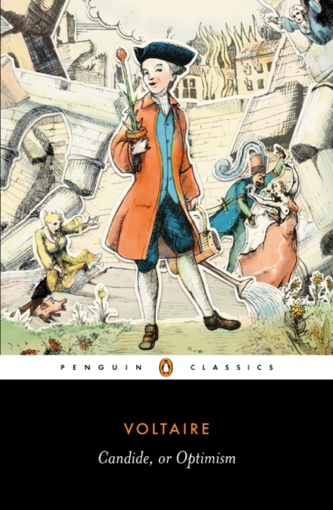 PENGUIN CLASSICS
VOLTAIRE
Candide, or Optimism